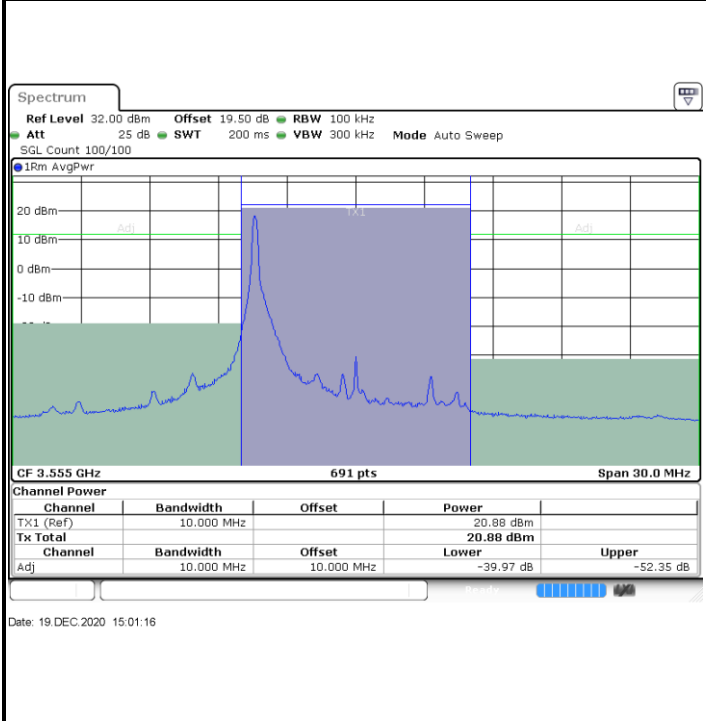 Spectrum
Ref Level 32.00 dBm Offset 19.50 dB RBW 100 kHz
Att 25 dB SWT 200 ms VBW 300 kHz Mode Auto Sweep
SGL Count 100/100
1Rm AvgPwr
20 dBm
TX1
Adj Adj
10 dBm
0 dBm
-10 dBm
CF 3.555 GHz 691 pts Span 30.0 MHz
Channel Power
Channel Bandwidth Offset Power
TX1 (Ref) 10.000 MHz 20.88 dBm
Tx Total 20.88 dBm
Channel Bandwidth Offset Lower Upper
Adj 10.000 MHz 10.000 MHz -39.97 dB -52.35 dB
Ready
Date: 19.DEC.2020 15:01:16